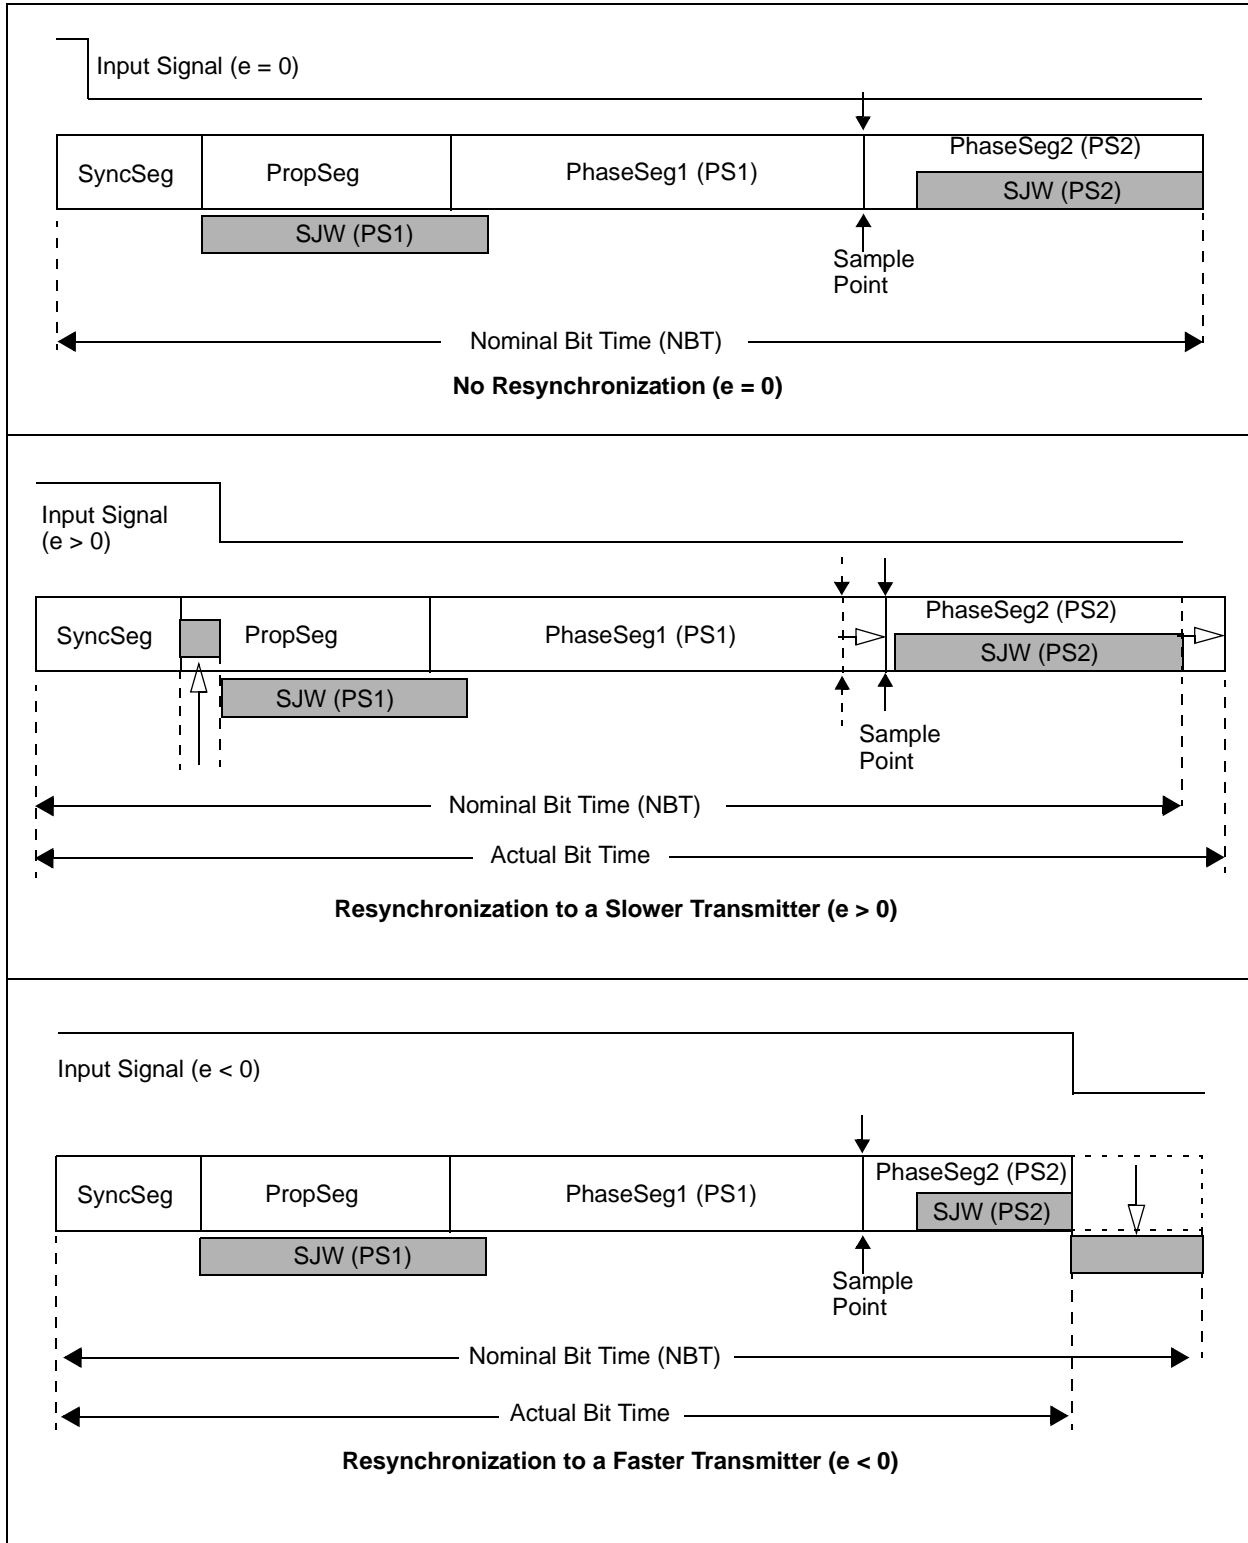 Input Signal (e = 0)
SyncSeg
PropSeg
PhaseSeg1 (PS1)
PhaseSeg2 (PS2)
SJW (PS2)
SJW (PS1)
Sample
Point
Nominal Bit Time (NBT)
No Resynchronization (e = 0)
Input Signal
(e > 0)
SyncSeg
PropSeg
PhaseSeg1 (PS1)
PhaseSeg2 (PS2)
SJW (PS2)
SJW (PS1)
Sample
Point
Nominal Bit Time (NBT)
Actual Bit Time
Resynchronization to a Slower Transmitter (e > 0)
Input Signal (e < 0)
SyncSeg
PropSeg
PhaseSeg1 (PS1)
PhaseSeg2 (PS2)
SJW (PS2)
SJW (PS1)
Sample
Point
Nominal Bit Time (NBT)
Actual Bit Time
Resynchronization to a Faster Transmitter (e < 0)